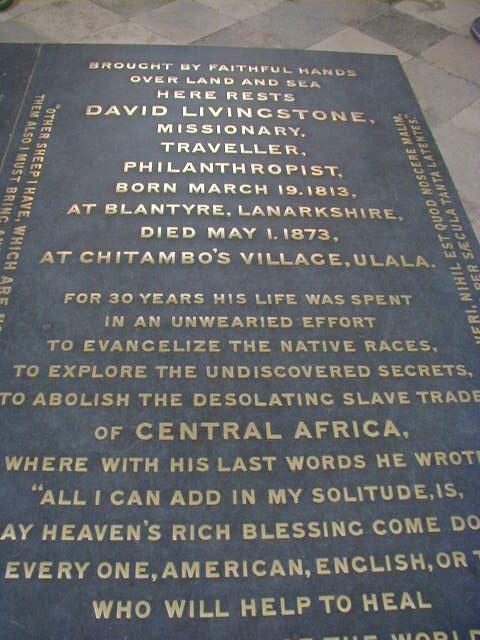 BROUGHT BY FAITHFUL HANDS
OVER LAND AND SEA
HERE RESTS
DAVID LIVINGSTONE,
MISSIONARY,
TRAVELLER,
PHILANTHROPIST,
BORN MARCH 19.1813,
AT BLANTYRE, LANARKSHIRE,
DIED MAY 1.1873,
AT CHITAMBO'S VILLAGE, ULALA.
FOR 30 YEARS HIS LIFE WAS SPENT
IN AN UNWEARIED EFFORT
TO EVANGELIZE THE NATIVE RACES,
TO EXPLORE THE UNDISCOVERED SECRETS,
TO ABOLISH THE DESOLATING SLAVE TRADE
OF CENTRAL AFRICA,
WHERE WITH HIS LAST WORDS HE WROTE
"ALL I CAN ADD IN MY SOLITUDE, IS,
AY HEAVEN'S RICH BLESSING COME DO
EVERY ONE, AMERICAN, ENGLISH, OR T
WHO WILL HELP TO HEAL
THE WORLD
"OTHER SHEEP I HAVE, WHICH ARE
THEM ALSO I MUST BRING
PER SÆCULA TANTA LATENTES.
VERI, NIHIL EST QUOD NOSCERE MALIM,